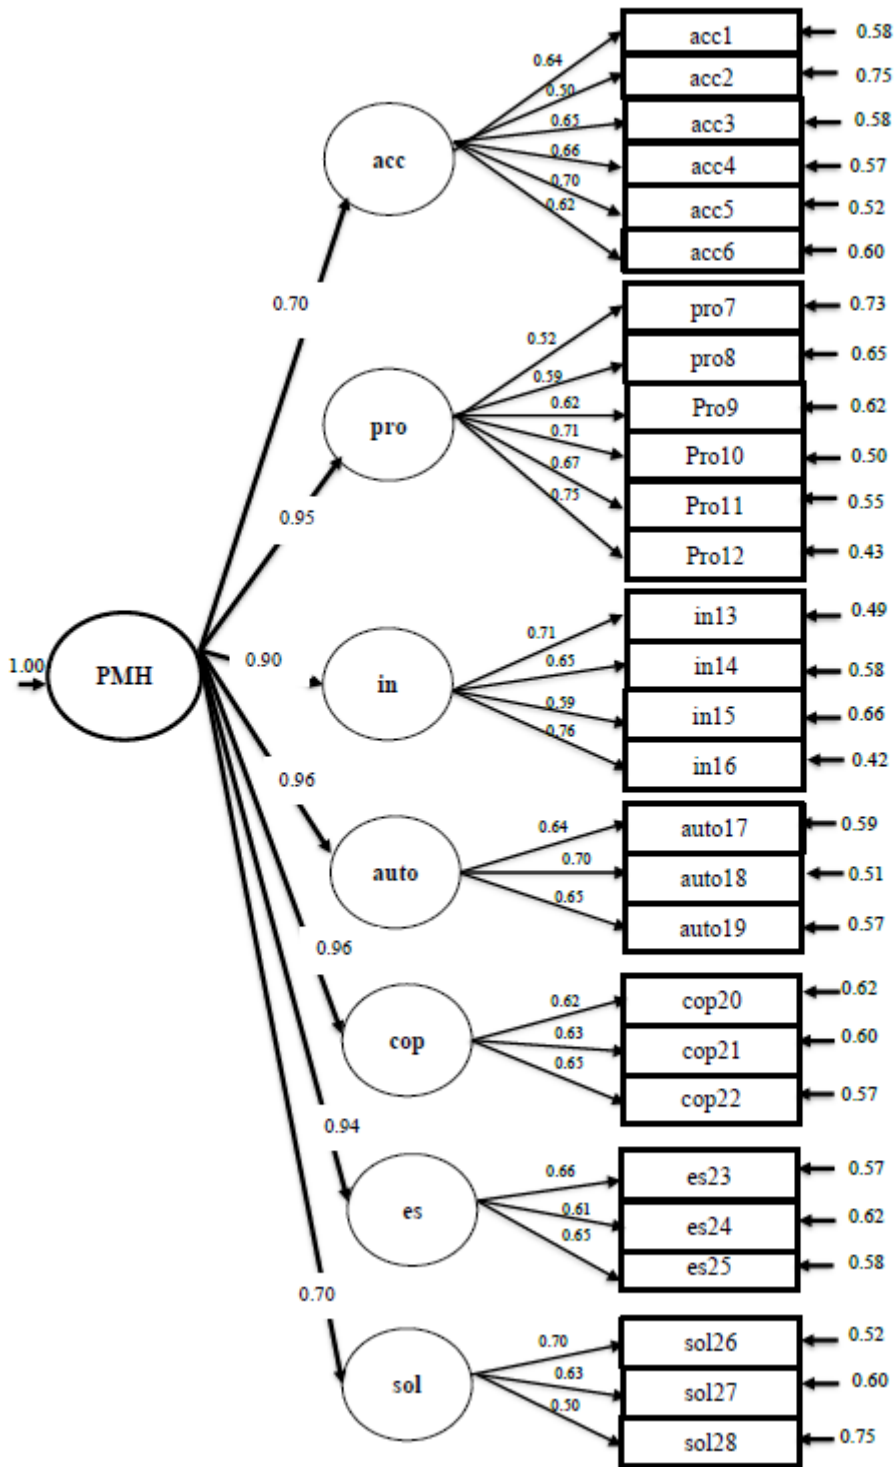 acc1
0.58
0.64
acc2
0.75
0.50
acc3
0.58
0.65
acc
acc4
0.57
0.66
acc5
0.52
0.70
acc6
0.60
0.62
0.70
pro7
0.73
0.52
pro8
0.65
0.59
Pro9
0.62
0.62
pro
Pro10
0.50
0.71
Pro11
0.55
0.67
Pro12
0.43
0.75
0.95
in13
0.49
0.71
in14
0.58
0.65
1.00
PMH
0.90
in
in15
0.66
0.59
in16
0.42
0.76
0.96
auto17
0.59
0.64
auto
auto18
0.51
0.70
auto19
0.57
0.65
0.96
cop20
0.62
0.62
cop
cop21
0.60
0.63
cop22
0.57
0.65
0.94
es23
0.57
0.66
es
es24
0.62
0.61
es25
0.58
0.65
0.70
sol26
0.52
0.70
sol
sol27
0.60
0.63
sol28
0.75
0.50